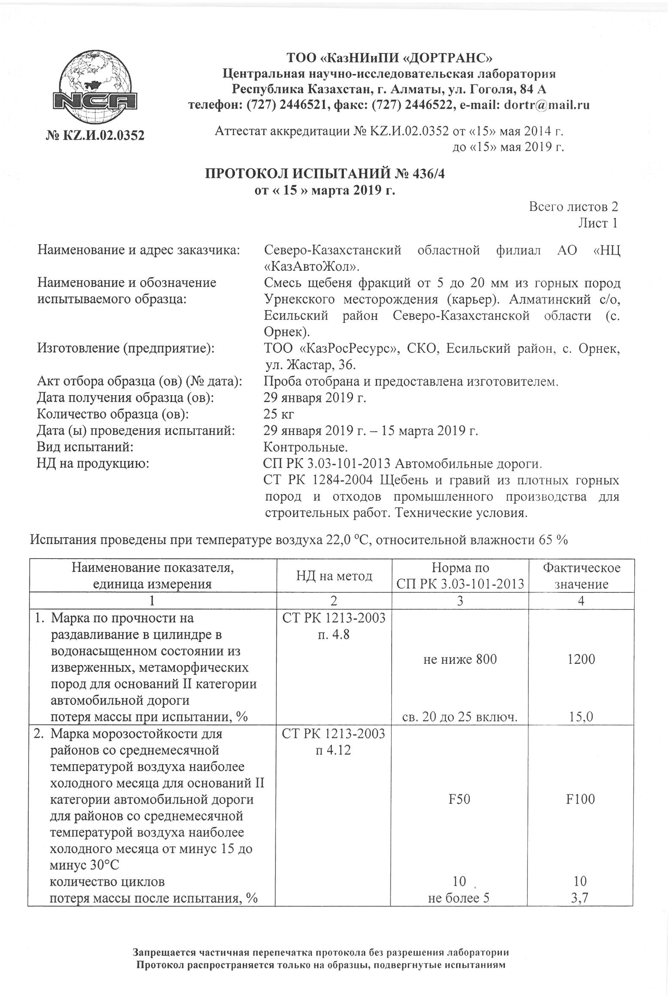 ТОО «КазНИиПИ «ДОРТРАНС»
Центральная научно-исследовательская лаборатория
Республика Казахстан, г. Алматы, ул. Гоголя, 84 А
телефон: (727) 2446521, факс: (727) 2446522, e-mail: dortr@mail.ru
NCA
№ KZ.И.02.0352
Аттестат аккредитации № KZ.И.02.0352 от «15» мая 2014 г.
до «15» мая 2019 г.
ПРОТОКОЛ ИСПЫТАНИЙ № 436/4
от « 15 » марта 2019 г.
Всего листов 2
Лист 1
Наименование и адрес заказчика: Северо-Казахстанский областной филиал АО «НЦ
«КазАвтоЖол».
Наименование и обозначение Смесь щебеня фракций от 5 до 20 мм из горных пород
испытываемого образца: Урнекского месторождения (карьер). Алматинский с/о,
Есильский район Северо-Казахстанской области (с.
Орнек).
Изготовление (предприятие): ТОО «КазРосРесурс», СКО, Есильский район, с. Орнек,
ул. Жастар, 36.
Акт отбора образца (ов) (№ дата): Проба отобрана и предоставлена изготовителем.
Дата получения образца (ов): 29 января 2019 г.
Количество образца (ов): 25 кг
Дата (ы) проведения испытаний: 29 января 2019 г. – 15 марта 2019 г.
Вид испытаний: Контрольные.
НД на продукцию: СП РК 3.03-101-2013 Автомобильные дороги.
СТ РК 1284-2004 Щебень и гравий из плотных горных
пород и отходов промышленного производства для
строительных работ. Технические условия.
Испытания проведены при температуре воздуха 22,0 °С, относительной влажности 65 %
Наименование показателя,
единица измерения
НД на метод
Норма по
СП РК 3.03-101-2013
Фактическое
значение
1 2 3 4
1. Марка по прочности на СТ РК 1213-2003
раздавливание в цилиндре в п. 4.8
водонасыщенном состоянии из
изверженных, метаморфических не ниже 800 1200
пород для оснований II категории
автомобильной дороги
потеря массы при испытании, % св. 20 до 25 включ. 15,0
2. Марка морозостойкости для СТ РК 1213-2003
районов со среднемесячной п 4.12
температурой воздуха наиболее
холодного месяца для оснований II
категории автомобильной дороги F50 F100
для районов со среднемесячной
температурой воздуха наиболее
холодного месяца от минус 15 до
минус 30°С
количество циклов 10 10
потеря массы после испытания, % не более 5 3,7
Запрещается частичная перепечатка протокола без разрешения лаборатории
Протокол распространяется только на образцы, подвергнутые испытаниям